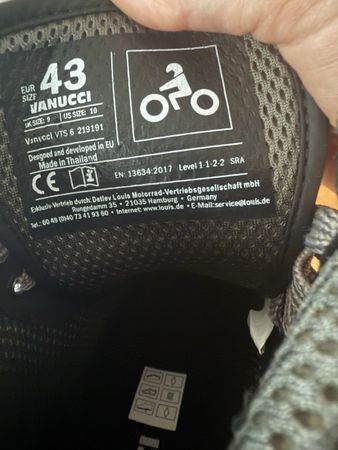 EUR SIZE 43
VANUCCI
UK SIZE: 9 US SIZE: 10
Vanucci VTS 6 219191
Designed and developed in EU
Made in Thailand
CE EN: 13634:2017 Level 1-1-2-2 SRA
Exklusiv Vertrieb durch: Detlev Louis Motorrad-Vertriebsgesellschaft mbH
Rungedamm 35 • 21035 Hamburg • Germany
Tel.: 00 49 (0)40 73 41 93 60 • Internet: www.louis.de • E-Mail:service@louis.de